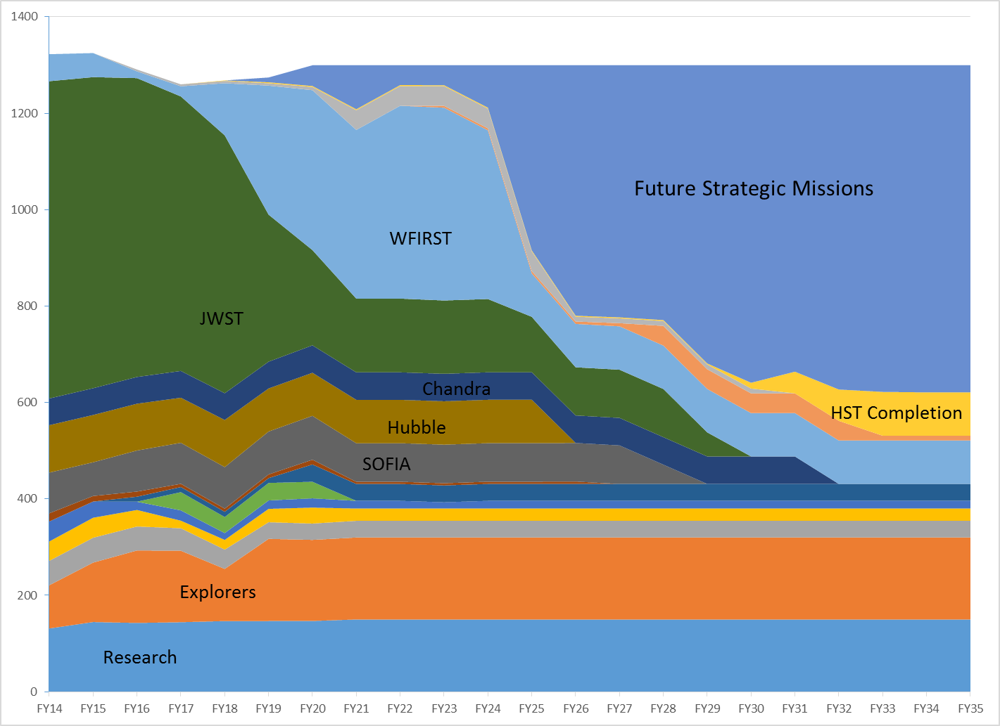 1400
1200
1000
800
600
400
200
0
Future Strategic Missions
WFIRST
JWST
Chandra
HST Completion
Hubble
SOFIA
Explorers
Research
FY14 FY15 FY16 FY17 FY18 FY19 FY20 FY21 FY22 FY23 FY24 FY25 FY26 FY27 FY28 FY29 FY30 FY31 FY32 FY33 FY34 FY35